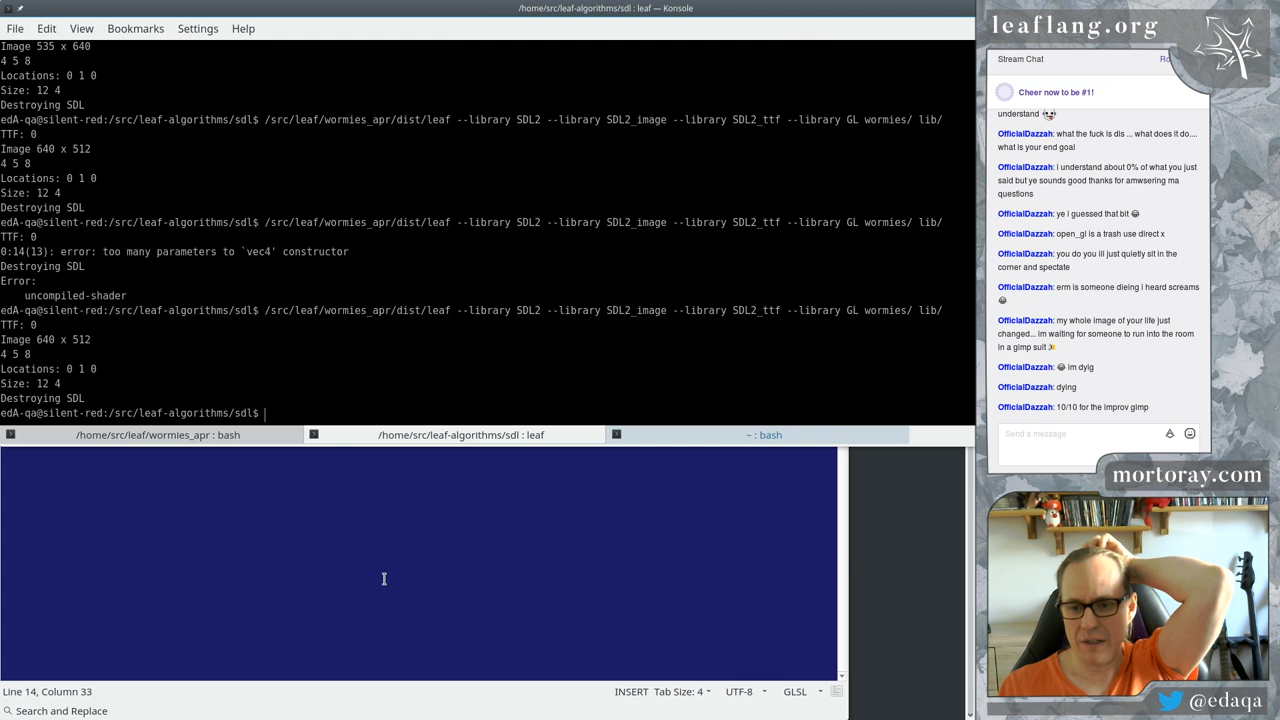 /home/src/leaf-algorithms/sdl : leaf — Konsole
File Edit View Bookmarks Settings Help
Image 535 x 640
4 5 8
Locations: 0 1 0
Size: 12 4
Destroying SDL
edA-qa@silent-red:/src/leaf-algorithms/sdl$ /src/leaf/wormies_apr/dist/leaf --library SDL2 --library SDL2_image --library SDL2_ttf --library GL wormies/ lib/
TTF: 0
Image 640 x 512
4 5 8
Locations: 0 1 0
Size: 12 4
Destroying SDL
edA-qa@silent-red:/src/leaf-algorithms/sdl$ /src/leaf/wormies_apr/dist/leaf --library SDL2 --library SDL2_image --library SDL2_ttf --library GL wormies/ lib/
TTF: 0
0:14(13): error: too many parameters to `vec4' constructor
Destroying SDL
Error:
uncompiled-shader
edA-qa@silent-red:/src/leaf-algorithms/sdl$ /src/leaf/wormies_apr/dist/leaf --library SDL2 --library SDL2_image --library SDL2_ttf --library GL wormies/ lib/
TTF: 0
Image 640 x 512
4 5 8
Locations: 0 1 0
Size: 12 4
Destroying SDL
edA-qa@silent-red:/src/leaf-algorithms/sdl$
/home/src/leaf/wormies_apr : bash
/home/src/leaf-algorithms/sdl : leaf
~ : bash
Line 14, Column 33
INSERT Tab Size: 4 UTF-8 GLSL
Search and Replace
leaflang.org
Stream Chat
Cheer now to be #1!
understand
OfficialDazzah: what the fuck is dis ... what does it do....
what is your end goal
OfficialDazzah: i understand about 0% of what you just
said but ye sounds good thanks for amwsering ma
questions
OfficialDazzah: ye i guessed that bit 😂
OfficialDazzah: open_gl is a trash use direct x
OfficialDazzah: you do you ill just quietly sit in the
corner and spectate
OfficialDazzah: erm is someone dieing i heard screams
😂
OfficialDazzah: my whole image of your life just
changed... im waiting for someone to run into the room
in a gimp suit
OfficialDazzah: 😂 im dyig
OfficialDazzah: dying
OfficialDazzah: 10/10 for the improv gimp
Send a message
mortoray.com
@edaqa